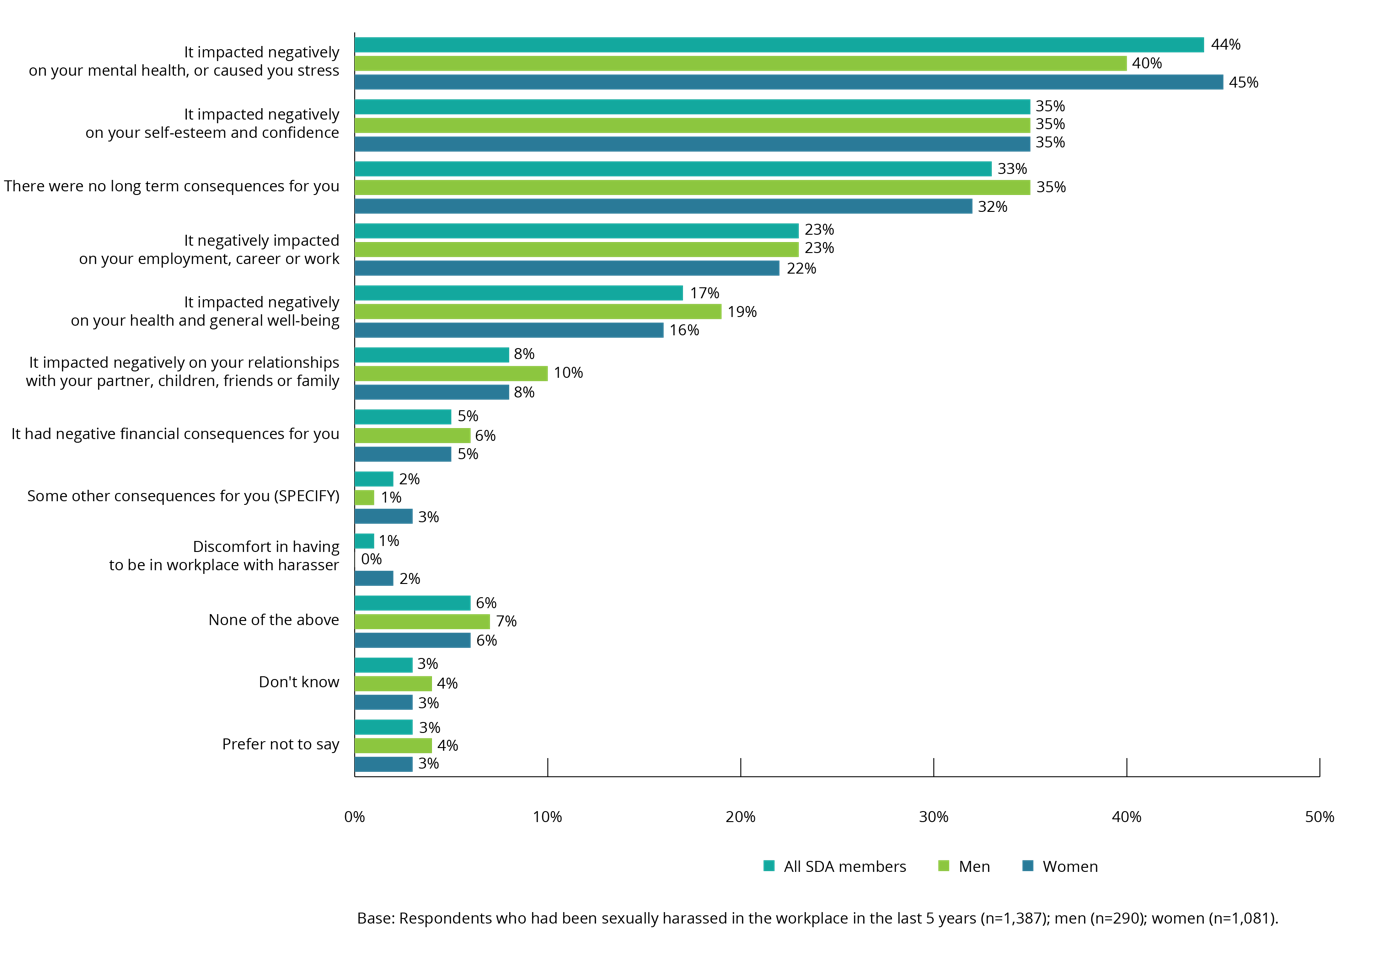 It impacted negatively
on your mental health, or caused you stress
44%
40%
45%
It impacted negatively
on your self-esteem and confidence
35%
35%
35%
There were no long term consequences for you
33%
35%
32%
It negatively impacted
on your employment, career or work
23%
23%
22%
It impacted negatively
on your health and general well-being
17%
19%
16%
It impacted negatively on your relationships
with your partner, children, friends or family
8%
10%
8%
It had negative financial consequences for you
5%
6%
5%
Some other consequences for you (SPECIFY)
2%
1%
3%
Discomfort in having
to be in workplace with harasser
1%
0%
2%
None of the above
6%
7%
6%
Don't know
3%
4%
3%
Prefer not to say
3%
4%
3%
0% 10% 20% 30% 40% 50%
All SDA members Men Women
Base: Respondents who had been sexually harassed in the workplace in the last 5 years (n=1,387); men (n=290); women (n=1,081).